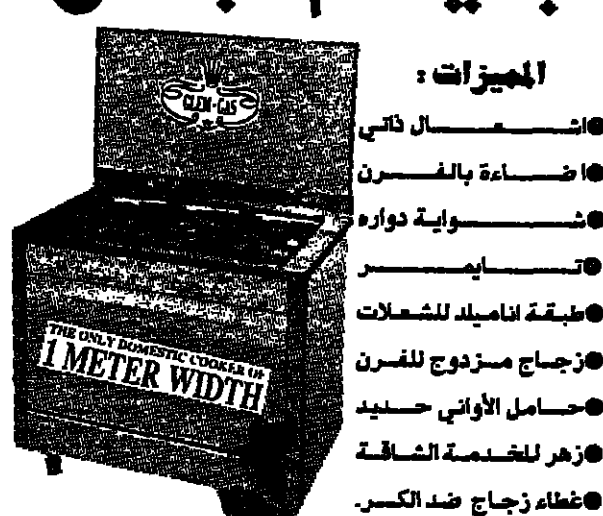 المميزات :
GLEM-GAS
اشعال ذاتي
اضاءة بالفرن
شواية دواره
تايمر
THE ONLY DOMESTIC COOKER OF
1 METER WIDTH
طبقة اناميلد للشعلات
زجاج مزدوج للفرن
حامل الأواني حديد
زهر للخدمة الشاقة
غطاء زجاج ضد الكسر.